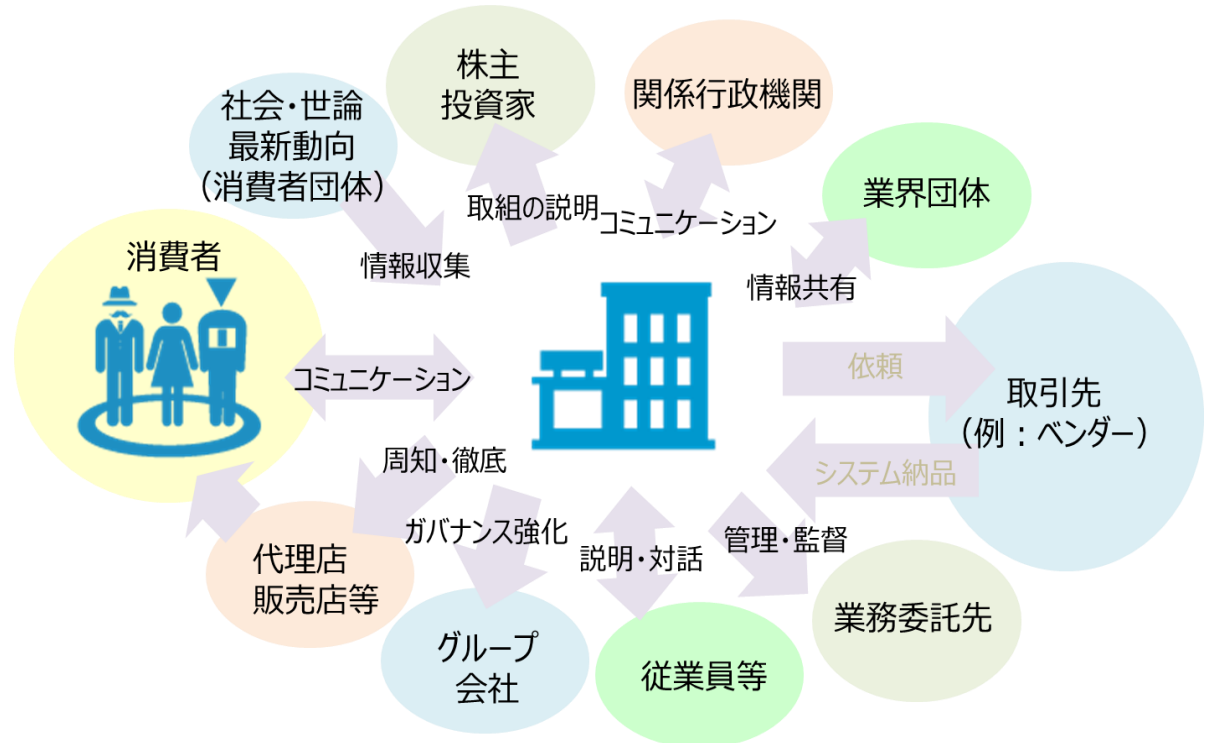 株主
投資家
関係行政機関
社会・世論
最新動向
（消費者団体）
業界団体
取組の説明
コミュニケーション
消費者
情報収集
情報共有
依頼
取引先
（例：ベンダー）
コミュニケーション
周知・徹底
システム納品
ガバナンス強化
説明・対話
管理・監督
代理店
販売店等
業務委託先
グループ
会社
従業員等